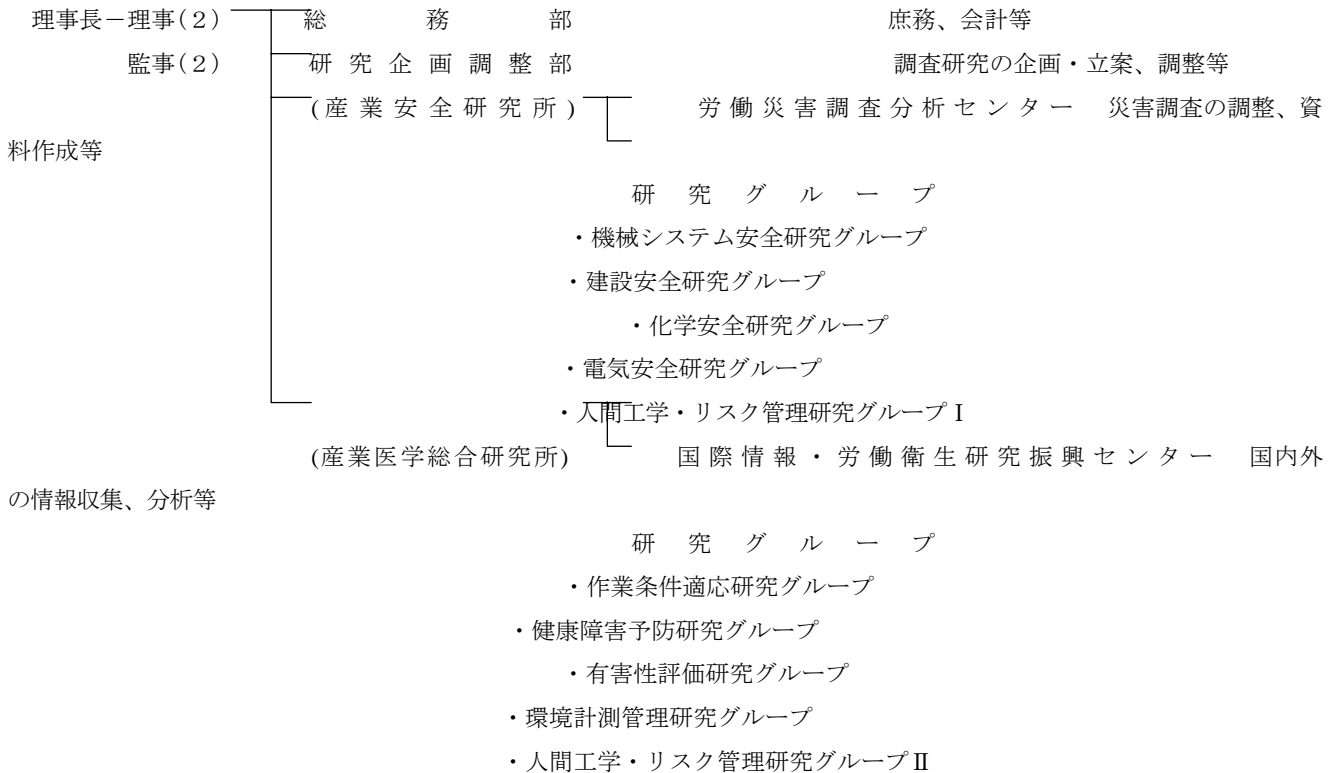 理事長－理事(２) 総務部 庶務、会計等
監事(２) 研究企画調整部 調査研究の企画・立案、調整等
(産業安全研究所) 労働災害調査分析センター 災害調査の調整、資
料作成等
研究グループ
・機械システム安全研究グループ
・建設安全研究グループ
・化学安全研究グループ
・電気安全研究グループ
・人間工学・リスク管理研究グループⅠ
(産業医学総合研究所) 国際情報・労働衛生研究振興センター 国内外
の情報収集、分析等
研究グループ
・作業条件適応研究グループ
・健康障害予防研究グループ
・有害性評価研究グループ
・環境計測管理研究グループ
・人間工学・リスク管理研究グループⅡ